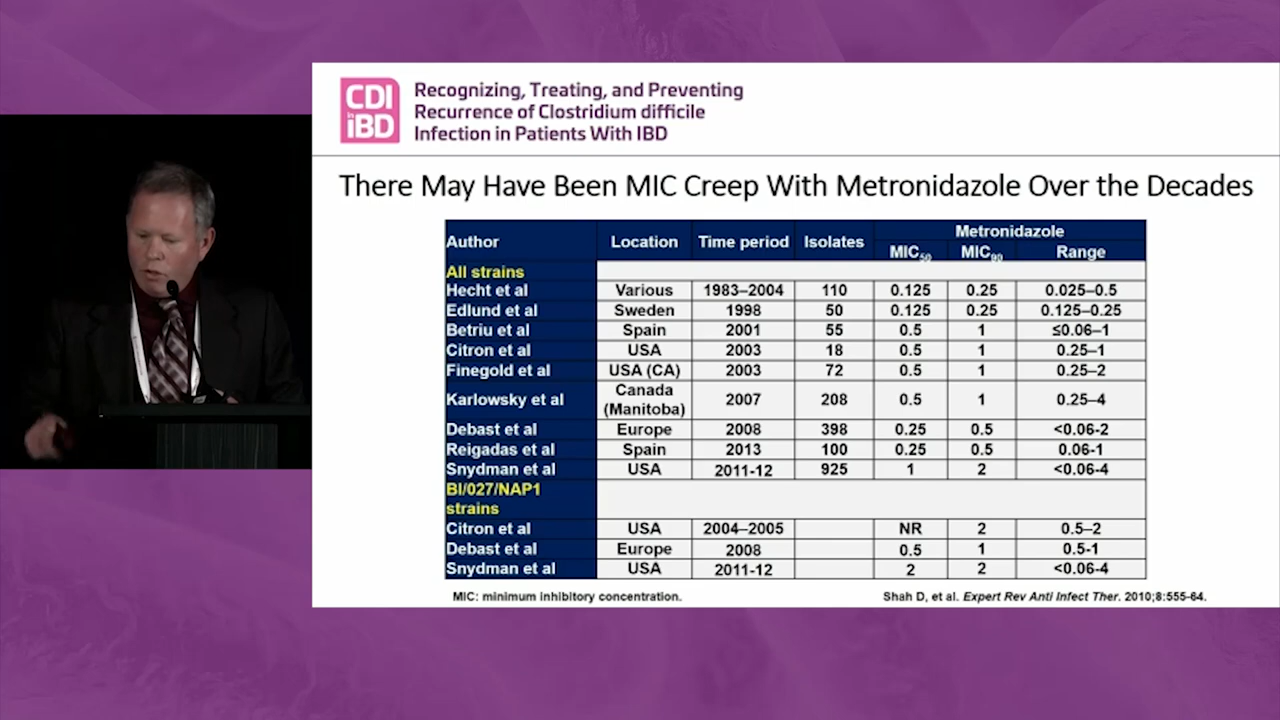 CDI
in
IBD
Recognizing, Treating, and Preventing
Recurrence of Clostridium difficile
Infection in Patients With IBD
There May Have Been MIC Creep With Metronidazole Over the Decades
Author Location Time period Isolates Metronidazole
MIC50 MIC90 Range
All strains
Hecht et al Various 1983–2004 110 0.125 0.25 0.025–0.5
Edlund et al Sweden 1998 50 0.125 0.25 0.125–0.25
Betriu et al Spain 2001 55 0.5 1 ≤0.06–1
Citron et al USA 2003 18 0.5 1 0.25–1
Finegold et al USA (CA) 2003 72 0.5 1 0.25–2
Karlowsky et al Canada (Manitoba) 2007 208 0.5 1 0.25–4
Debast et al Europe 2008 398 0.25 0.5 <0.06-2
Reigadas et al Spain 2013 100 0.25 0.5 0.06-1
Snydman et al USA 2011-12 925 1 2 <0.06-4
BI/027/NAP1
strains
Citron et al USA 2004–2005 NR 2 0.5–2
Debast et al Europe 2008 0.5 1 0.5-1
Snydman et al USA 2011-12 2 2 <0.06-4
MIC: minimum inhibitory concentration.
Shah D, et al. Expert Rev Anti Infect Ther. 2010;8:555-64.